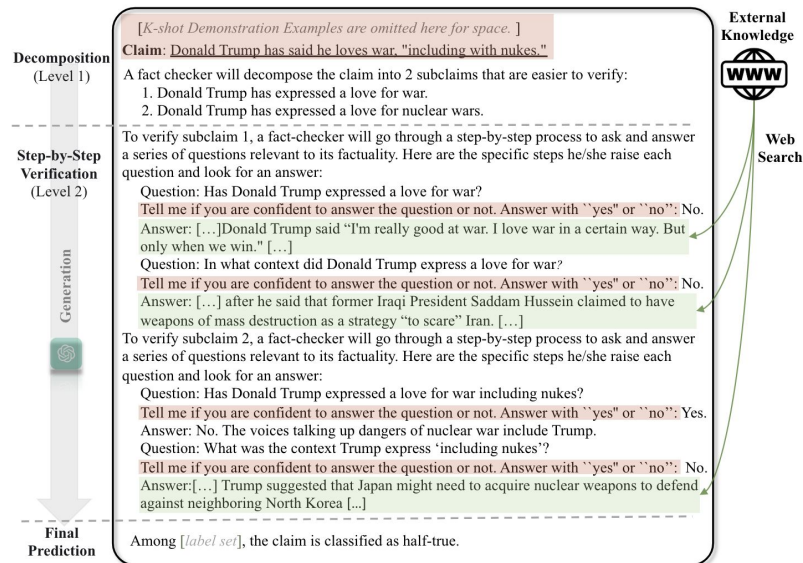 [K-shot Demonstration Examples are omitted here for space. ]
Claim: Donald Trump has said he loves war, "including with nukes."
Decomposition
(Level 1)
A fact checker will decompose the claim into 2 subclaims that are easier to verify:
1. Donald Trump has expressed a love for war.
2. Donald Trump has expressed a love for nuclear wars.
External
Knowledge
WWW
Web
Search
Step-by-Step
Verification
(Level 2)
To verify subclaim 1, a fact-checker will go through a step-by-step process to ask and answer
a series of questions relevant to its factuality. Here are the specific steps he/she raise each
question and look for an answer:
Question: Has Donald Trump expressed a love for war?
Tell me if you are confident to answer the question or not. Answer with ``yes" or ``no": No.
Answer: […]Donald Trump said “I'm really good at war. I love war in a certain way. But
only when we win." […]
Question: In what context did Donald Trump express a love for war?
Tell me if you are confident to answer the question or not. Answer with ``yes" or ``no": No.
Answer: […] after he said that former Iraqi President Saddam Hussein claimed to have
weapons of mass destruction as a strategy “to scare” Iran. […]
Generation
To verify subclaim 2, a fact-checker will go through a step-by-step process to ask and answer
a series of questions relevant to its factuality. Here are the specific steps he/she raise each
question and look for an answer:
Question: Has Donald Trump expressed a love for war including nukes?
Tell me if you are confident to answer the question or not. Answer with ``yes" or ``no": Yes.
Answer: No. The voices talking up dangers of nuclear war include Trump.
Question: What was the context Trump express ‘including nukes’?
Tell me if you are confident to answer the question or not. Answer with ``yes" or ``no": No.
Answer:[…] Trump suggested that Japan might need to acquire nuclear weapons to defend
against neighboring North Korea [...]
Final
Prediction
Among [label set], the claim is classified as half-true.